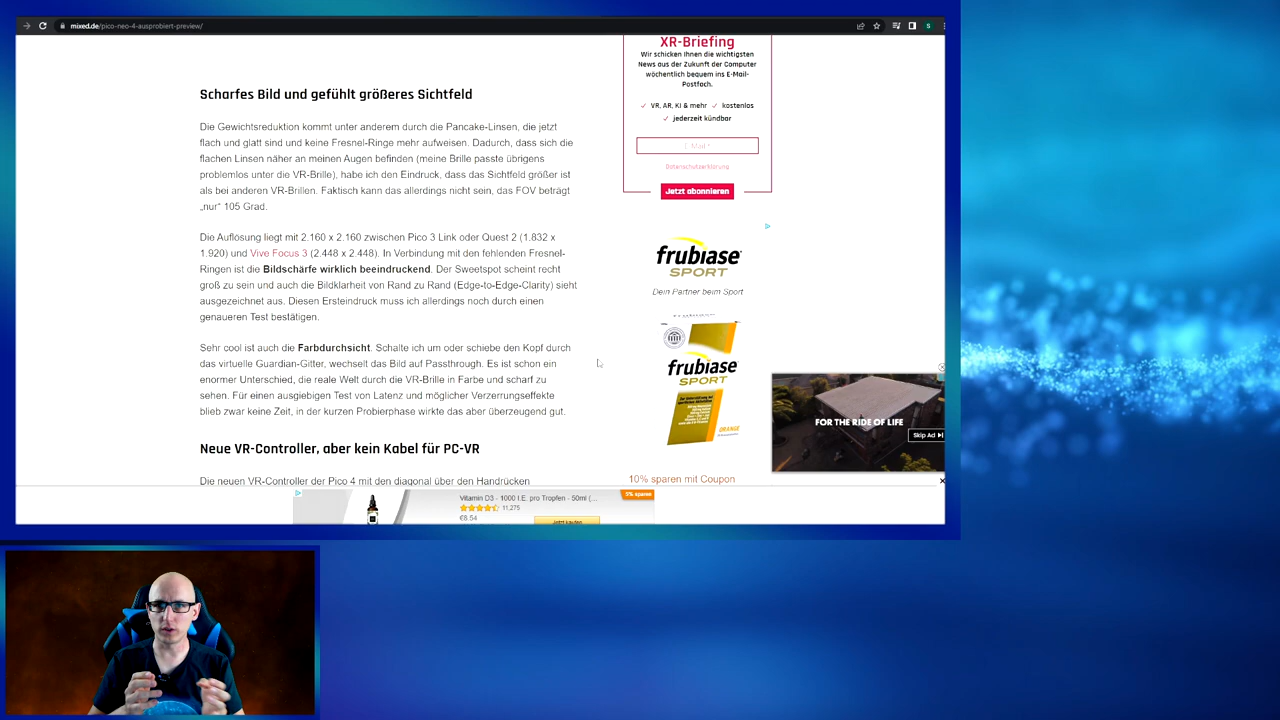 mixed.de/pico-neo-4-ausprobiert-preview/
S
Scharfes Bild und gefühlt größeres Sichtfeld
Die Gewichtsreduktion kommt unter anderem durch die Pancake-Linsen, die jetzt
flach und glatt sind und keine Fresnel-Ringe mehr aufweisen. Dadurch, dass sich die
flachen Linsen näher an meinen Augen befinden (meine Brille passte übrigens
problemlos unter die VR-Brille), habe ich den Eindruck, dass das Sichtfeld größer ist
als bei anderen VR-Brillen. Faktisch kann das allerdings nicht sein, das FOV beträgt
„nur“ 105 Grad.
Die Auflösung liegt mit 2.160 x 2.160 zwischen Pico 3 Link oder Quest 2 (1.832 x
1.920) und Vive Focus 3 (2.448 x 2.448). In Verbindung mit den fehlenden Fresnel-
Ringen ist die Bildschärfe wirklich beeindruckend. Der Sweetspot scheint recht
groß zu sein und auch die Bildklarheit von Rand zu Rand (Edge-to-Edge-Clarity) sieht
ausgezeichnet aus. Diesen Ersteindruck muss ich allerdings noch durch einen
genaueren Test bestätigen.
Sehr cool ist auch die Farbdurchsicht. Schalte ich um oder schiebe den Kopf durch
das virtuelle Guardian-Gitter, wechselt das Bild auf Passthrough. Es ist schon ein
enormer Unterschied, die reale Welt durch die VR-Brille in Farbe und scharf zu
sehen. Für einen ausgiebigen Test von Latenz und möglicher Verzerrungseffekte
blieb zwar keine Zeit, in der kurzen Probierphase wirkte das aber überzeugend gut.
Neue VR-Controller, aber kein Kabel für PC-VR
Die neuen VR-Controller der Pico 4 mit den diagonal über den Handrücken
XR-Briefing
Wir schicken Ihnen die wichtigsten
News aus der Zukunft der Computer
wöchentlich bequem ins E-Mail-
Postfach.
✓ VR, AR, KI & mehr ✓ kostenlos
✓ jederzeit kündbar
E-Mail *
Datenschutzerklärung
Jetzt abonnieren
frubiase
SPORT
Dein Partner beim Sport
frubiase
SPORT
ORANGE
10% sparen mit Coupon
FOR THE RIDE OF LIFE
Skip Ad
Vitamin D3 - 1000 I.E. pro Tropfen - 50ml (...
11,275
€8.54
5% sparen
Jetzt kaufen